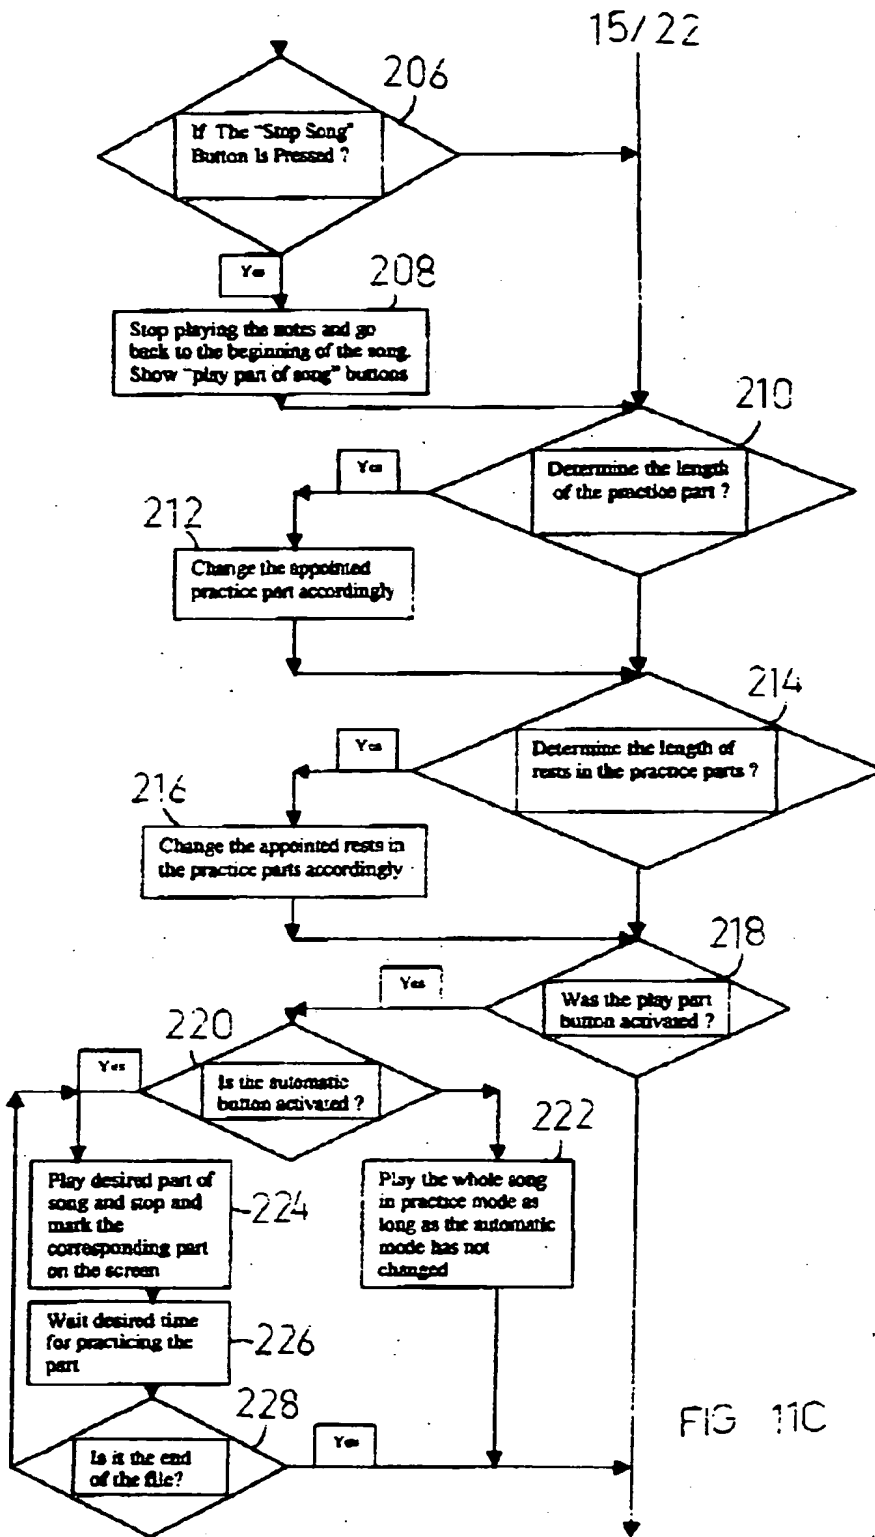 15/22
206
If The "Stop Song"
Button Is Pressed ?
Yes
208
Stop playing the notes and go
back to the beginning of the song.
Show "play part of song" buttons
210
Yes
Determine the length
of the practice part ?
212
Change the appointed
practice part accordingly
214
Yes
Determine the length of
rests in the practice parts ?
216
Change the appointed rests in
the practice parts accordingly
218
Yes
Was the play part
button activated ?
220
Yes
Is the automatic
button activated ?
222
Play desired part of
song and stop and
mark the
corresponding part
on the screen
224
Play the whole song
in practice mode as
long as the automatic
mode has not
changed
Wait desired time
for practicing the
part
226
228
Yes
Is it the end
of the file?
FIG 11C